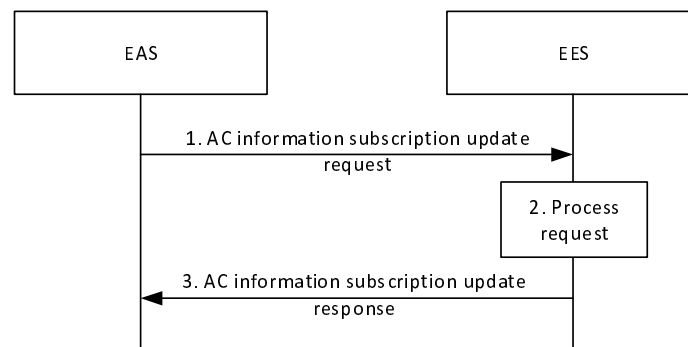 EAS
EES
1. AC information subscription update
request
2. Process
request
3. AC information subscription update
response